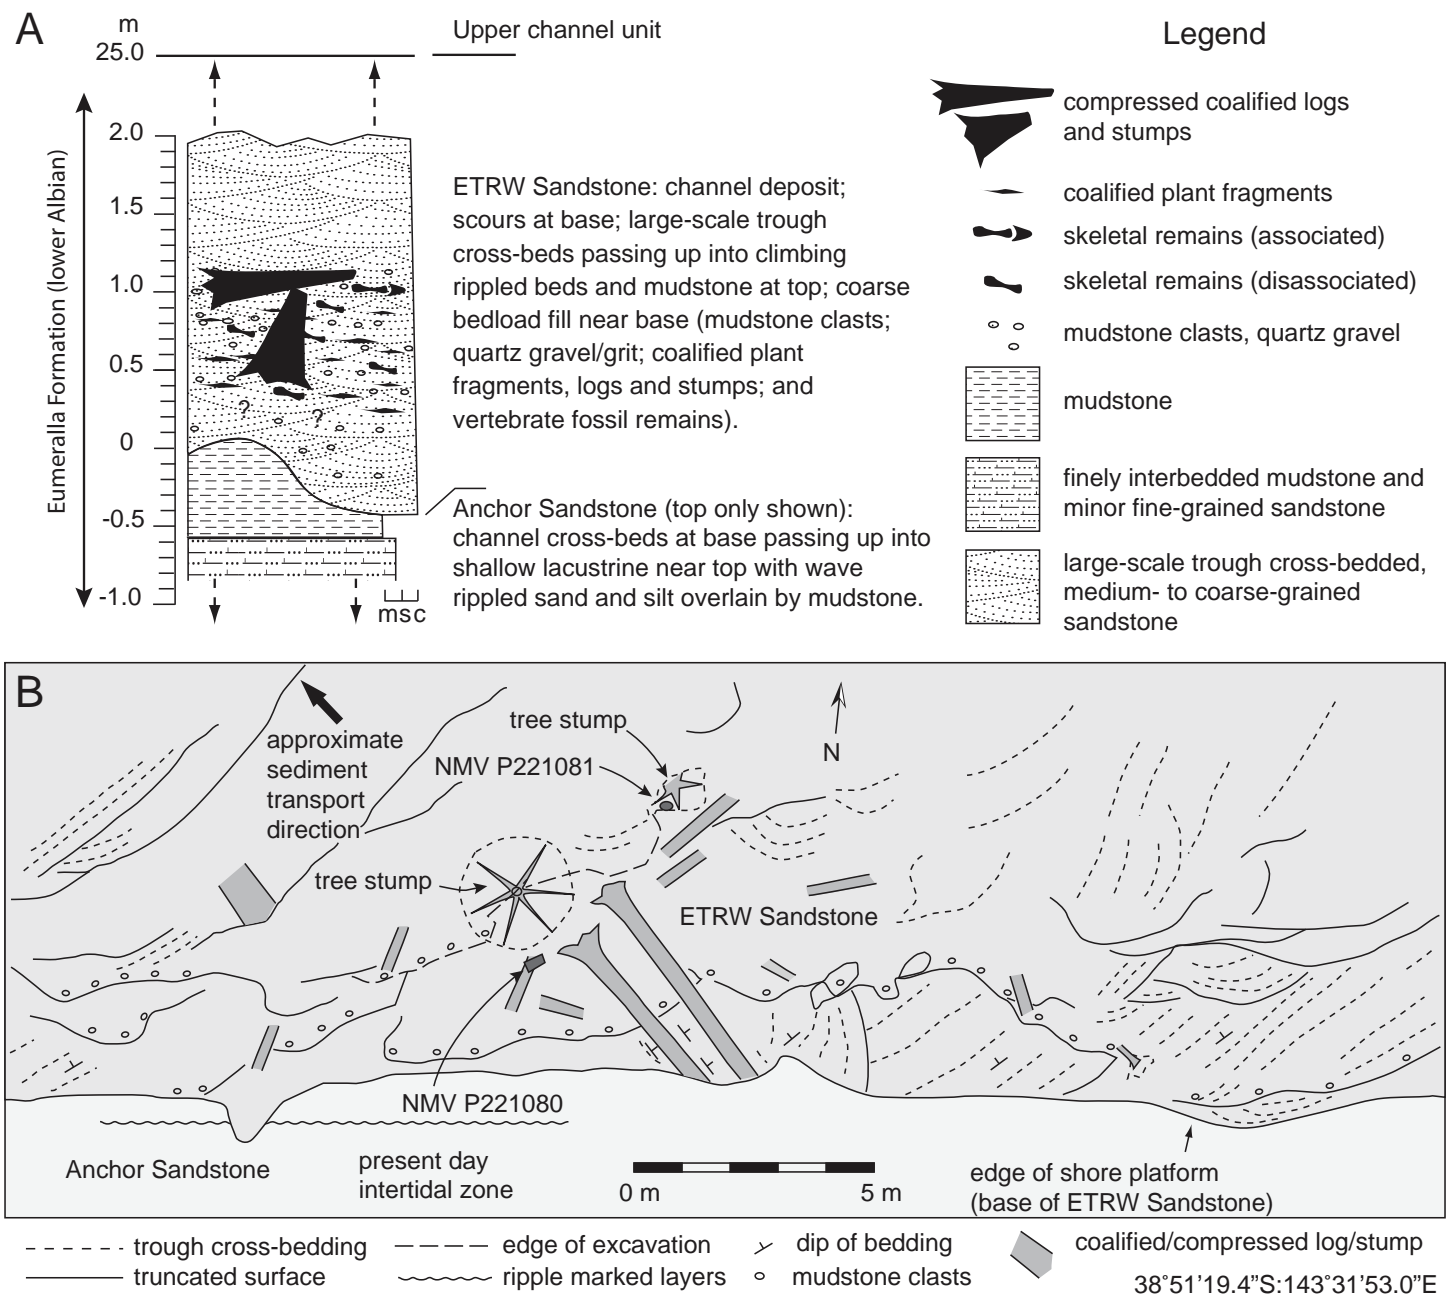 A
m
25.0
2.0
1.5
1.0
0.5
0
-0.5
-1.0
Eumeralla Formation (lower Albian)
? ?
msc
Upper channel unit
ETRW Sandstone: channel deposit;
scours at base; large-scale trough
cross-beds passing up into climbing
rippled beds and mudstone at top; coarse
bedload fill near base (mudstone clasts;
quartz gravel/grit; coalified plant
fragments, logs and stumps; and
vertebrate fossil remains).
Anchor Sandstone (top only shown):
channel cross-beds at base passing up into
shallow lacustrine near top with wave
rippled sand and silt overlain by mudstone.
Legend
compressed coalified logs
and stumps
coalified plant fragments
skeletal remains (associated)
skeletal remains (disassociated)
mudstone clasts, quartz gravel
mudstone
finely interbedded mudstone and
minor fine-grained sandstone
large-scale trough cross-bedded,
medium- to coarse-grained
sandstone
B
approximate
sediment
transport
direction
tree stump
NMV P221081
N
tree stump
ETRW Sandstone
NMV P221080
Anchor Sandstone
present day
intertidal zone
0 m 5 m
edge of shore platform
(base of ETRW Sandstone)
trough cross-bedding
truncated surface
edge of excavation
ripple marked layers
dip of bedding
mudstone clasts
coalified/compressed log/stump
38°51'19.4"S:143°31'53.0"E